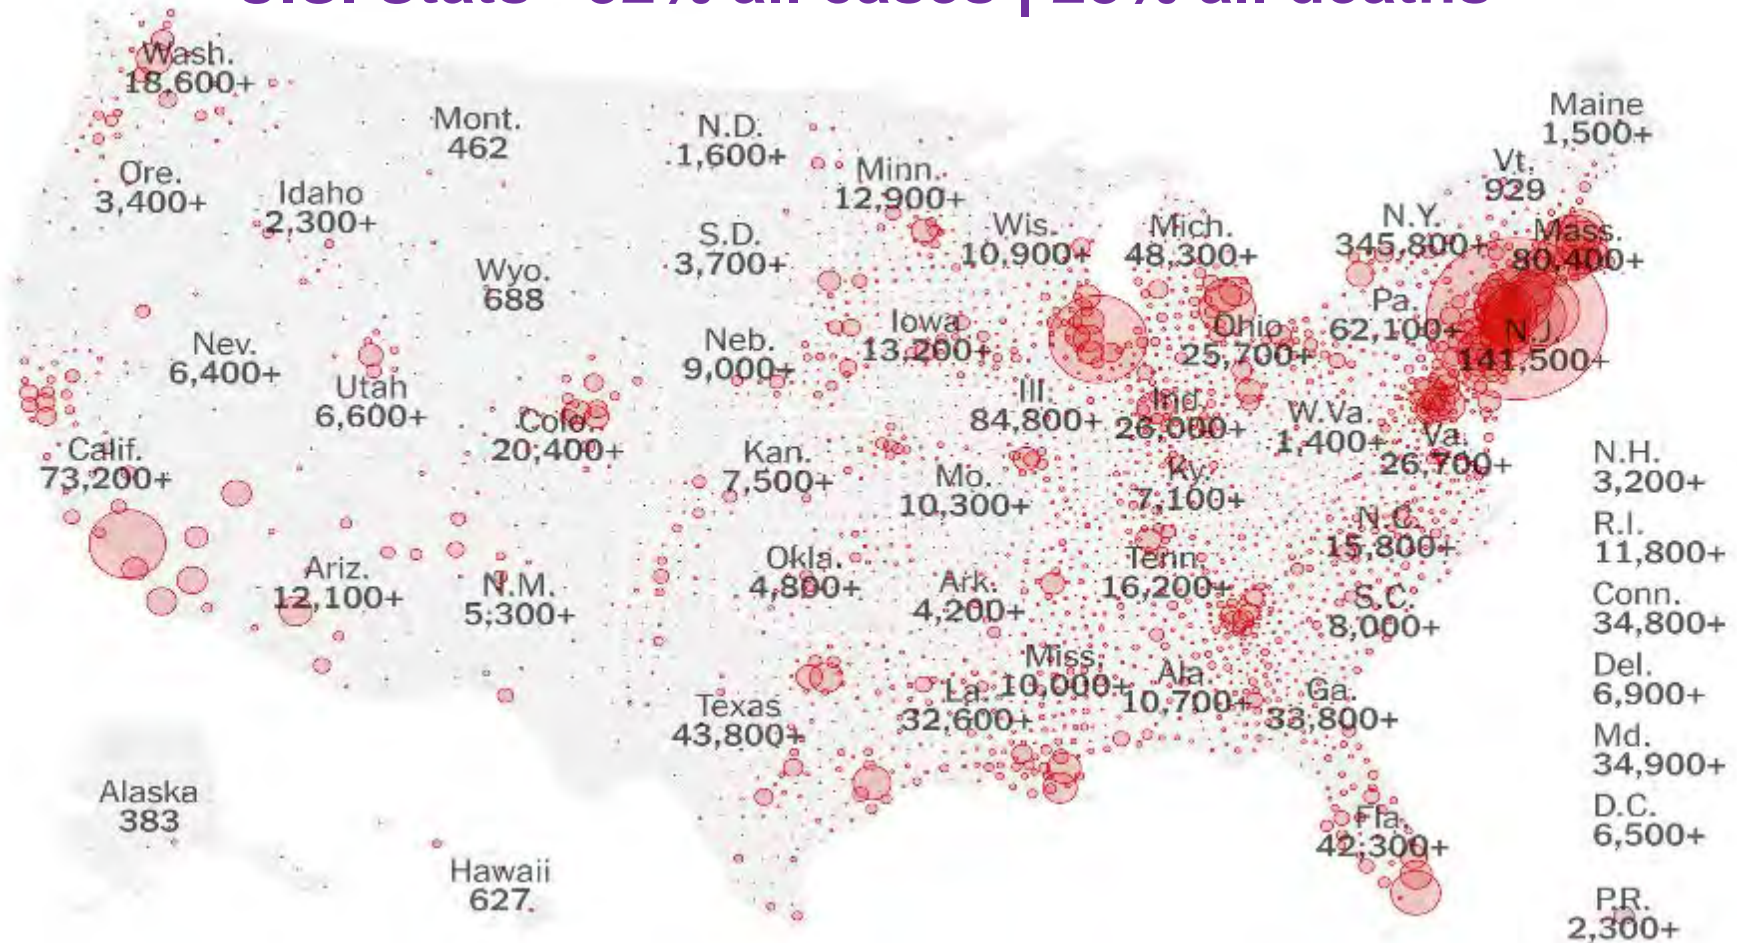 Wash.
18,600+
Mont.
462
N.D.
1,600+
Minn.
12,900+
Maine
1,500+
Vt.
929
Ore.
3,400+
Idaho
2,300+
S.D.
3,700+
Wis.
10,900+
Mich.
48,300+
N.Y.
345,800+
Mass.
80,400+
Wyo.
688
Nev.
6,400+
Utah
6,600+
Colo.
20,400+
Neb.
9,000+
Iowa
13,200+
Ill.
84,800+
Ind.
26,000+
Ohio
25,700+
Pa.
62,100+
N.J.
141,500+
W.Va.
1,400+
Va.
26,700+
Calif.
73,200+
Kan.
7,500+
Mo.
10,300+
Ky.
7,100+
N.C.
15,800+
Ariz.
12,100+
N.M.
5,300+
Okla.
4,800+
Ark.
4,200+
Tenn.
16,200+
S.C.
8,000+
Texas
43,800+
La.
32,600+
Miss.
10,000+
Ala.
10,700+
Ga.
33,800+
Fla.
42,300+
Alaska
383
Hawaii
627
N.H.
3,200+
R.I.
11,800+
Conn.
34,800+
Del.
6,900+
Md.
34,900+
D.C.
6,500+
P.R.
2,300+